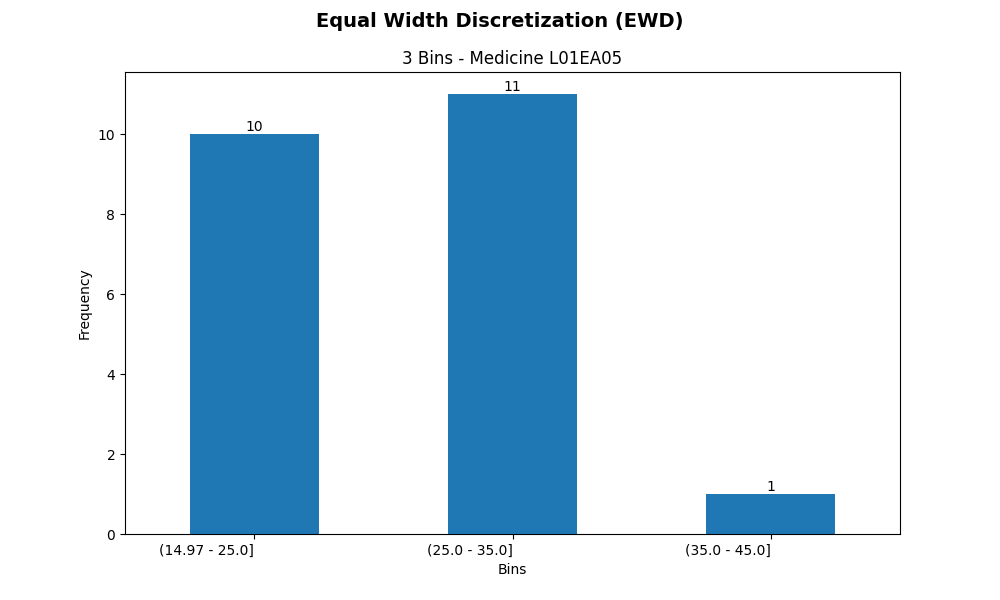 Equal Width Discretization (EWD)
3 Bins - Medicine L01EA05
11
10
1
Frequency
10
8
6
4
2
0
(14.97 - 25.0]
(25.0 - 35.0]
(35.0 - 45.0]
Bins